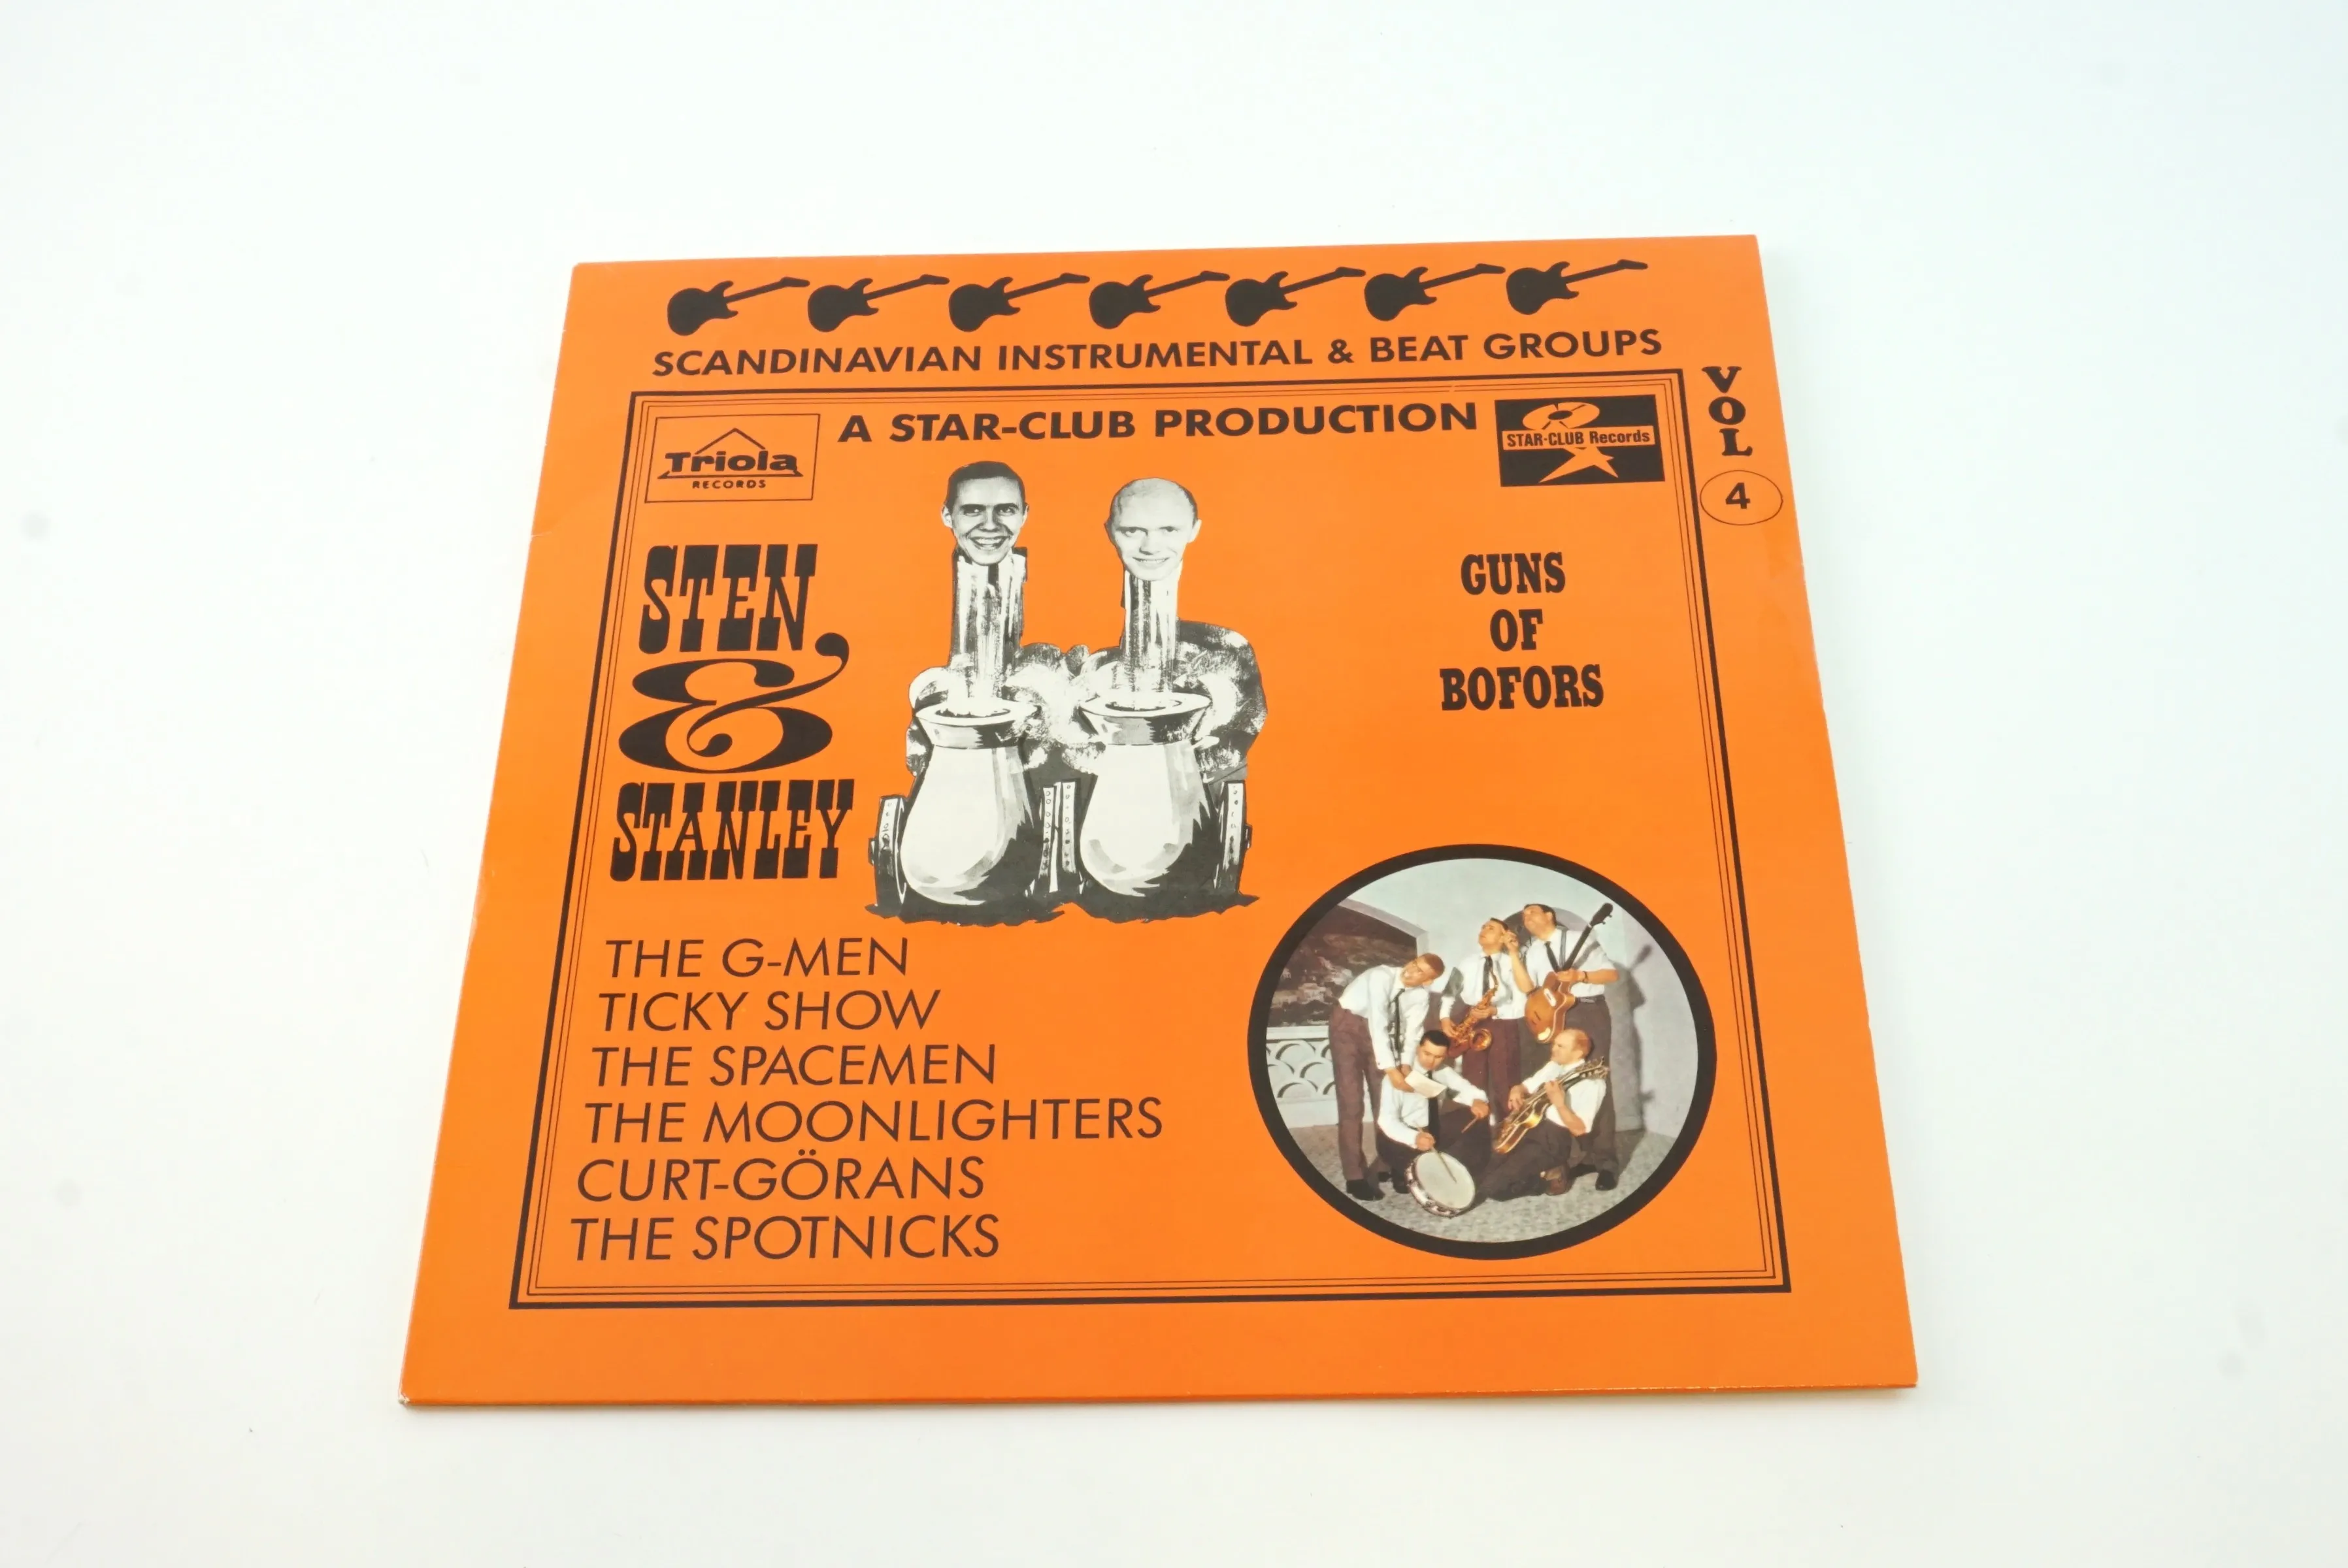 SCANDINAVIAN INSTRUMENTAL & BEAT GROUPS
VOL
4
A STAR-CLUB PRODUCTION
Triola
RECORDS
STAR-CLUB Records
STEN
&
STANLEY
GUNS
OF
BOFORS
THE G-MEN
TICKY SHOW
THE SPACEMEN
THE MOONLIGHTERS
CURT-GÖRANS
THE SPOTNICKS